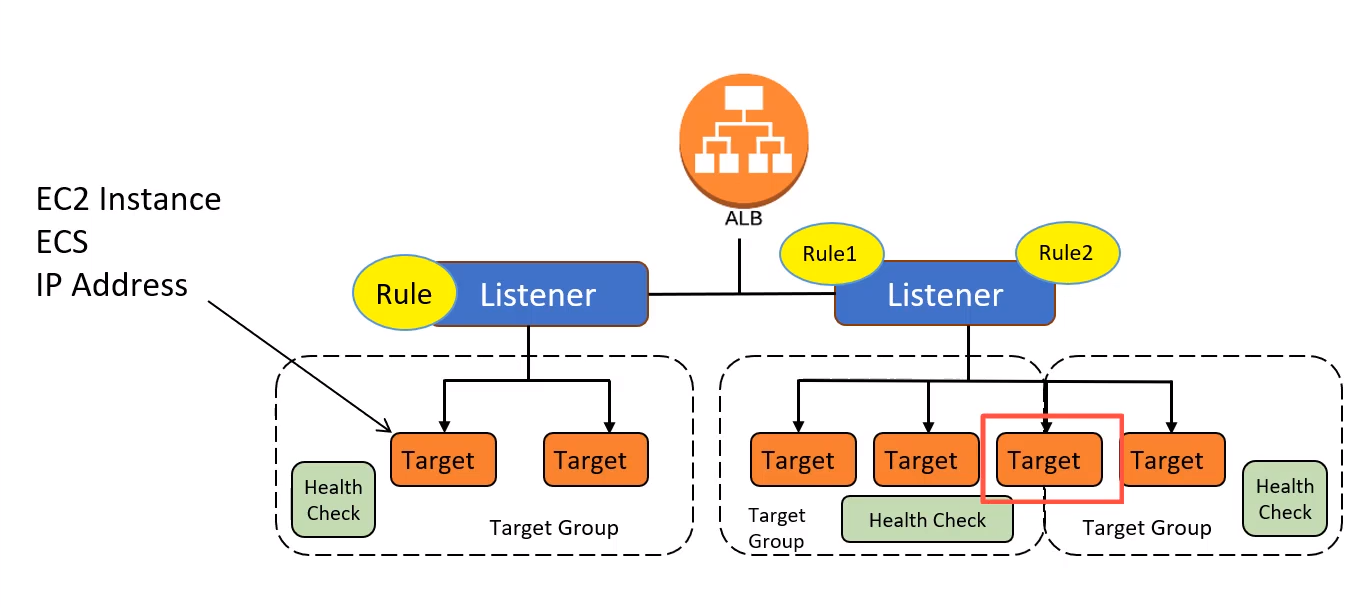 ALB
EC2 Instance
ECS
IP Address
Rule
Listener
Rule1
Listener
Rule2
Target
Target
Health
Check
Target Group
Target
Target
Target
Target
Target
Group
Health Check
Target Group
Health
Check